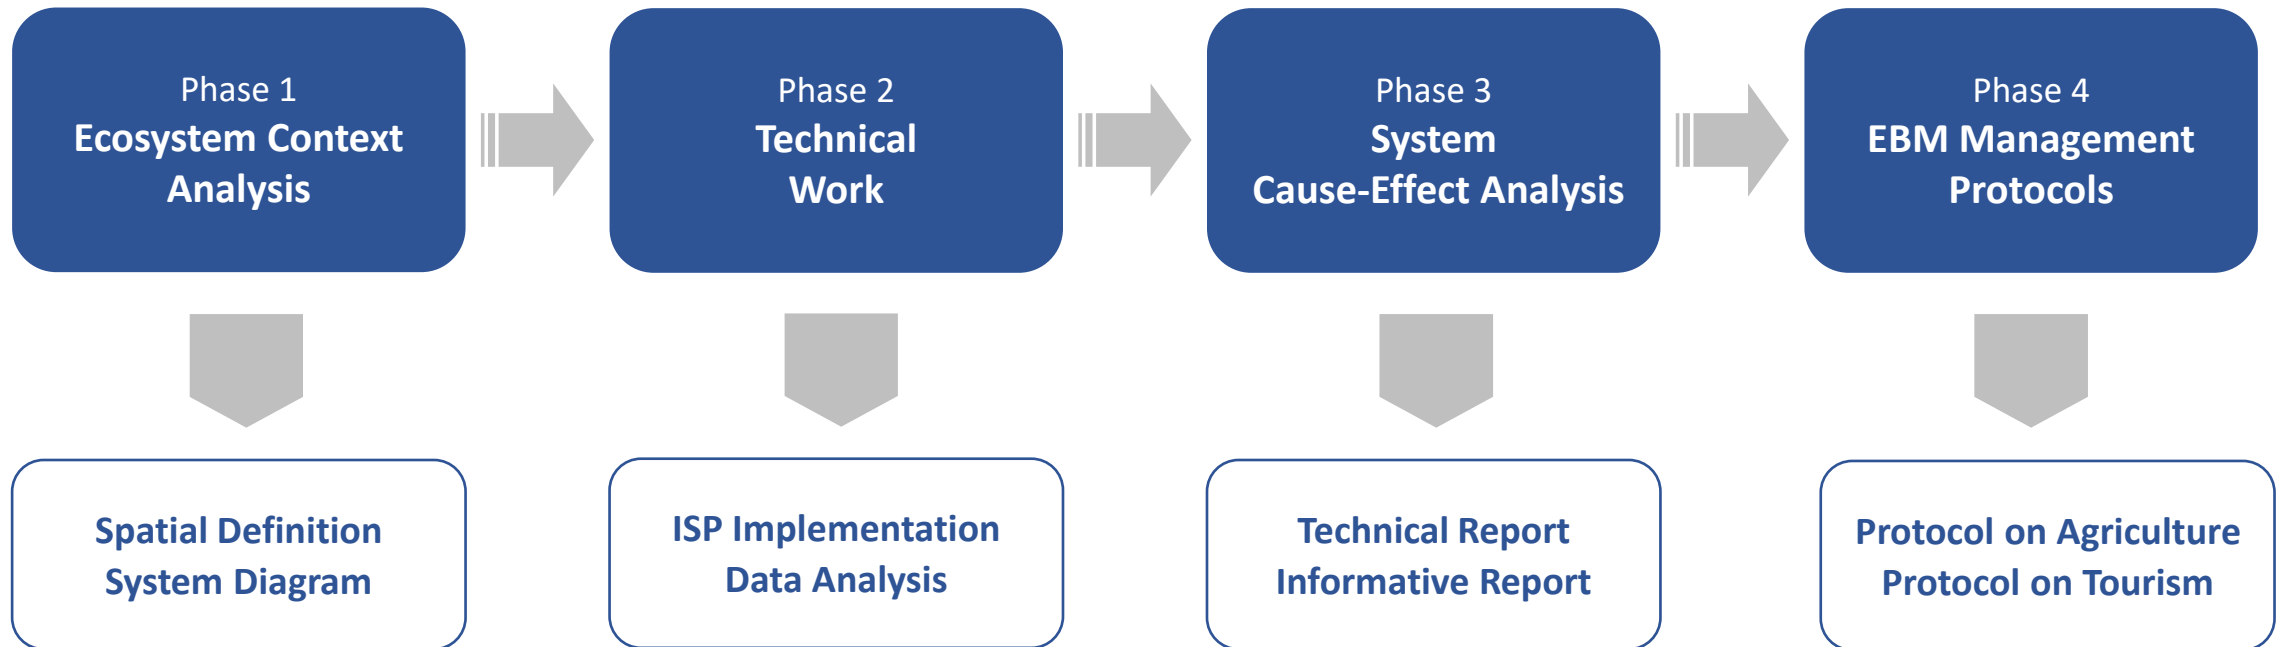 Phase 1
Ecosystem Context
Analysis
Phase 2
Technical
Work
Phase 3
System
Cause-Effect Analysis
Phase 4
EBM Management
Protocols
Spatial Definition
System Diagram
ISP Implementation
Data Analysis
Technical Report
Informative Report
Protocol on Agriculture
Protocol on Tourism